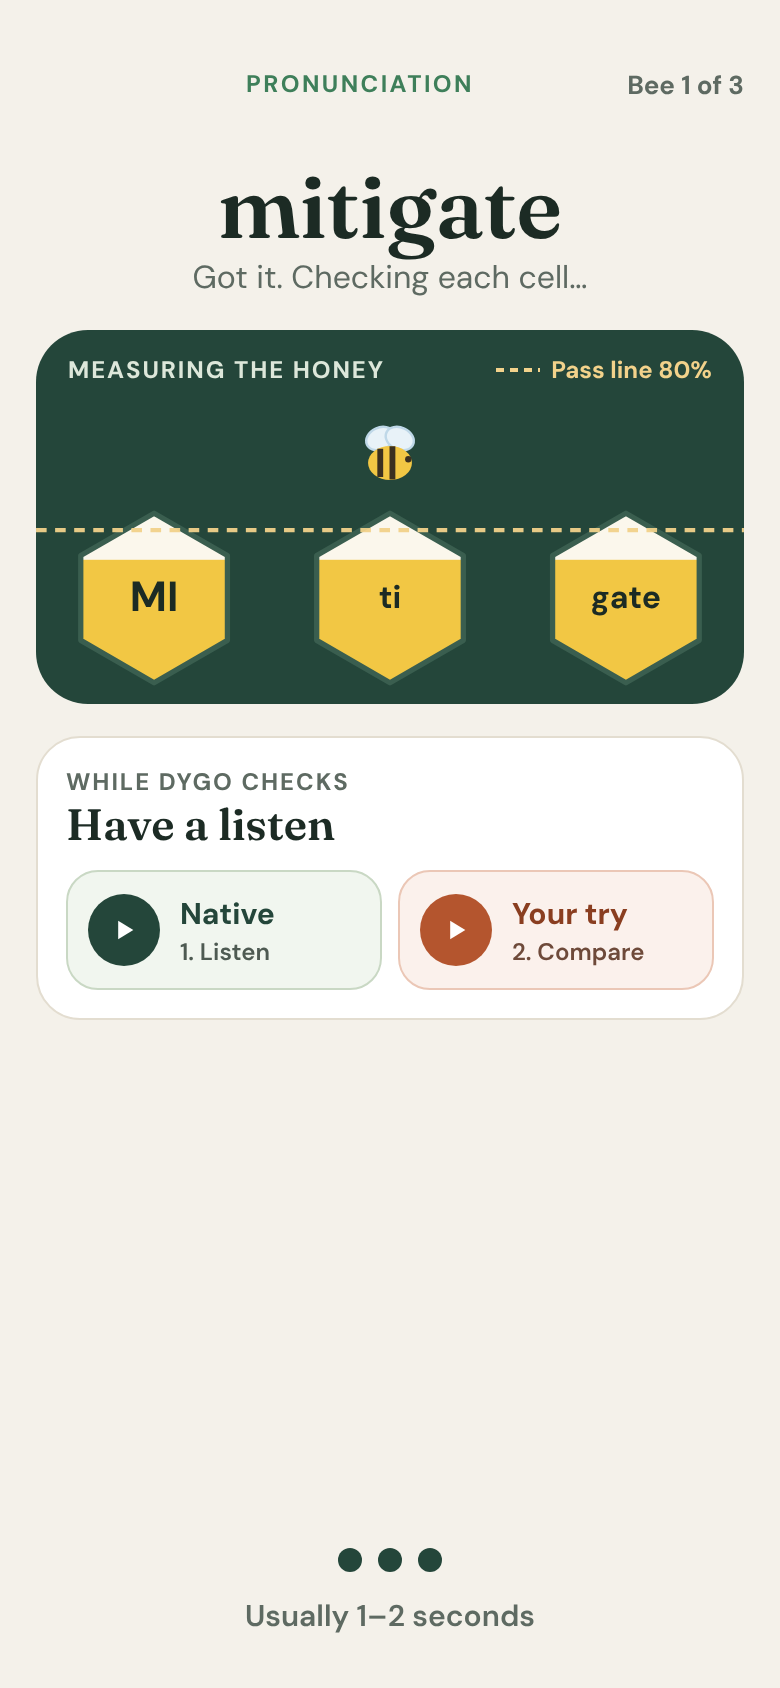 PRONUNCIATION
Bee 1 of 3
mitigate
Got it. Checking each cell...
MEASURING THE HONEY
Pass line 80%
MI
ti
gate
WHILE DYGO CHECKS
Have a listen
Native
1. Listen
Your try
2. Compare
Usually 1–2 seconds